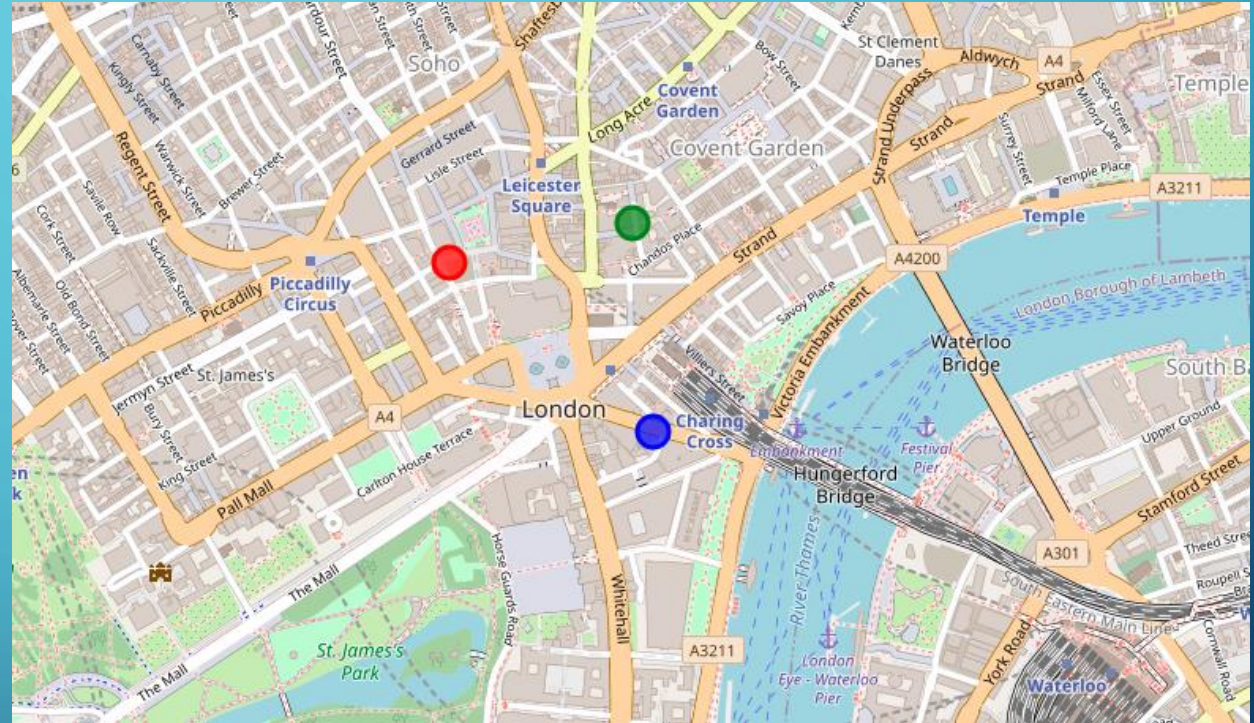 Soho
Carnaby Street
Kingly Street
Regent Street
Warwick Street
Brewer Street
Savile Row
Cork Street
Sackville Street
Old Bond Street
Albemarle Street
Piccadilly
Piccadilly
Circus
Gerrard Street
Lisle Street
Leicester
Square
Long Acre
Covent
Garden
Bow Street
Covent Garden
Chandos Place
Strand
St Clement
Danes
Aldwych
A4
Strand
Strand
Strand Underpass
Essex Street
Milford Lane
Surrey Street
Temple
Temple Place
Temple
A3211
A4200
Savoy Place
Victoria Embankment
London Borough of Lambeth
Waterloo
Bridge
Jermyn Street
St. James's
Bury Street
King Street
A4
Pall Mall
Carlton House Terrace
London
Villiers Street
Charing
Cross
Embankment
Festival
Pier
Hungerford
Bridge
Upper Ground
Stamford Street
A301
Theed Street
South Eastern Main Line
Cornwall Road
York Road
Waterloo
River Thames
London
Eye - Waterloo
Pier
A3211
Whitehall
Horse Guards Road
The Mall
The Mall
St. James's
Park